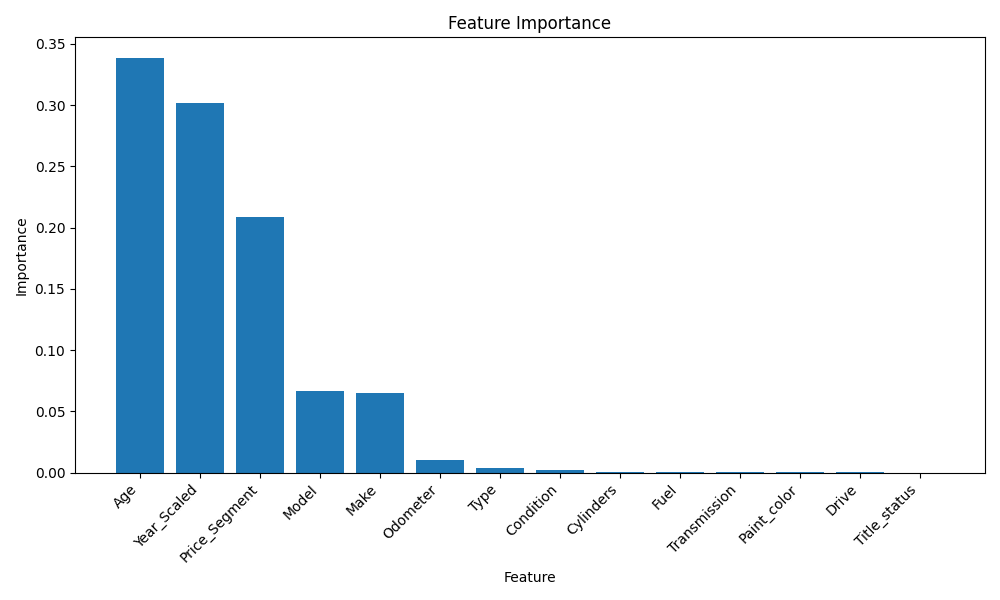 Feature Importance
0.35
0.30
0.25
0.20
0.15
0.10
0.05
0.00
Importance
Age
Year_Scaled
Price_Segment
Model
Make
Odometer
Type
Condition
Cylinders
Fuel
Transmission
Paint_color
Drive
Title_status
Feature